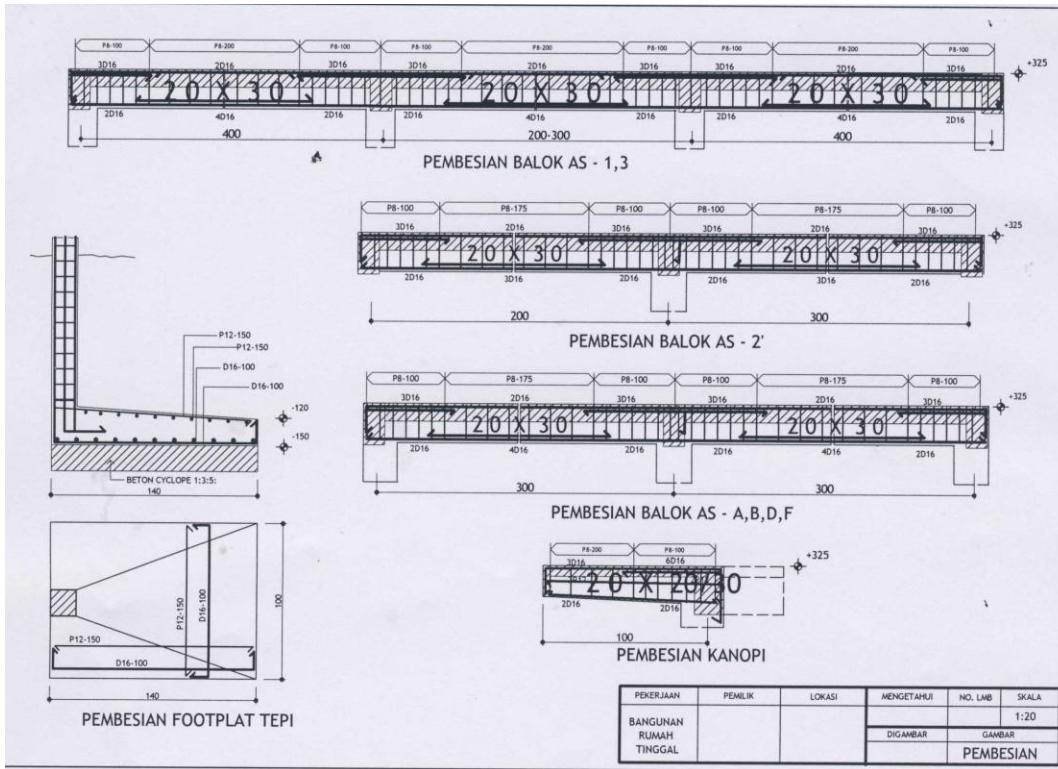 P8-100 P8-200 P8-100 P8-100 P8-200 P8-100 P8-100 P8-200 P8-100
3D16 2D16 3D16 3D16 2D16 3D16 3D16 2D16 3D16
+325
20 X 30 20 X 30 20 X 30
2D16 4D16 2D16 2D16 4D16 2D16 2D16 4D16 2D16
400 200-300 400
PEMBESIAN BALOK AS - 1,3
P8-100 P8-175 P8-100 P8-100 P8-175 P8-100
3D16 2D16 3D16 3D16 2D16 3D16
+325
20 X 30 20 X 30
2D16 3D16 2D16 2D16 3D16 2D16
200 300
PEMBESIAN BALOK AS - 2'
P8-100 P8-175 P8-100 P8-100 P8-175 P8-100
3D16 2D16 3D16 3D16 2D16 3D16
+325
20 X 30 20 X 30
2D16 4D16 2D16 2D16 4D16 2D16
300 300
PEMBESIAN BALOK AS - A,B,D,F
P8-200 P8-100
3D16 6D16
+325
20 X 20/30
2D16 2D16
100
PEMBESIAN KANOPI
P12-150
P12-150
D16-100
D16-100
-120
-150
BETON CYCLOPE 1:3:5:
140
P12-150
D16-100
100
P12-150
D16-100
140
PEMBESIAN FOOTPLAT TEPI
PEKERJAAN PEMILIK LOKASI MENGETAHUI NO. LMB SKALA
1:20
BANGUNAN
RUMAH
TINGGAL
DIGAMBAR GAMBAR
PEMBESIAN